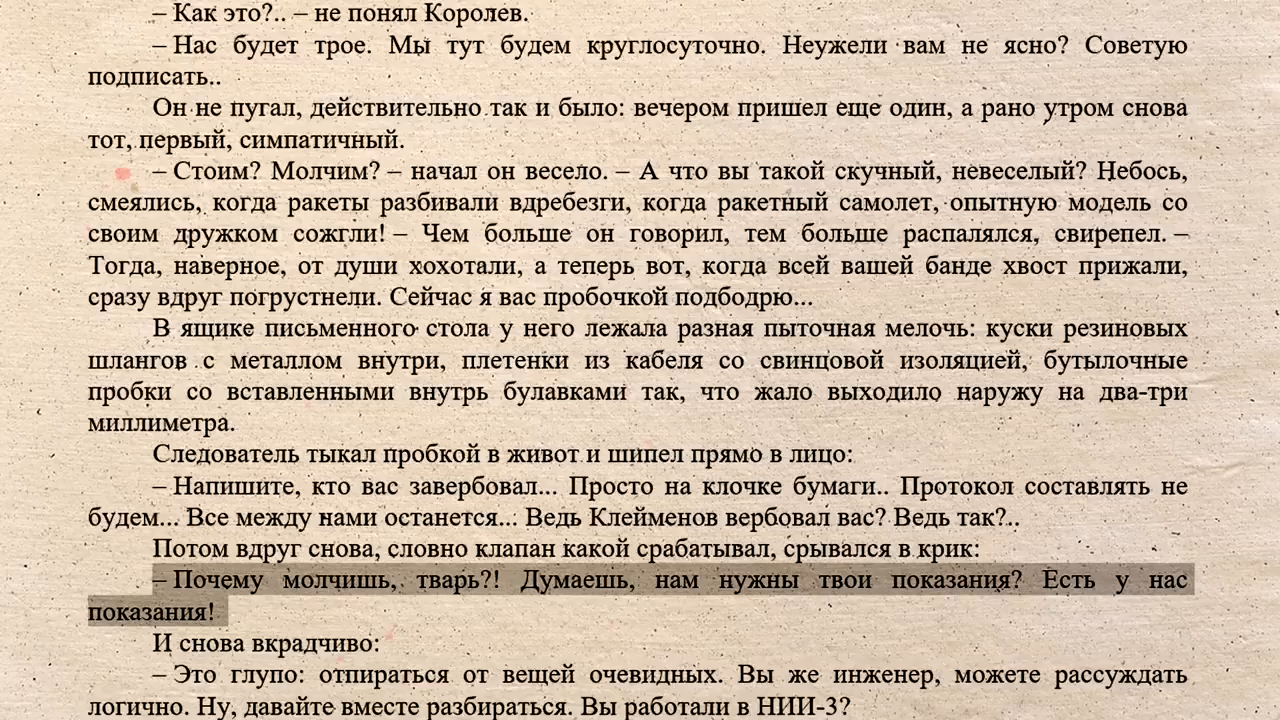 – Как это?.. – не понял Королев.
– Нас будет трое. Мы тут будем круглосуточно. Неужели вам не ясно? Советую
подписать..
Он не пугал, действительно так и было: вечером пришел еще один, а рано утром снова
тот, первый, симпатичный.
– Стоим? Молчим? – начал он весело. – А что вы такой скучный, невеселый? Небось,
смеялись, когда ракеты разбивали вдребезги, когда ракетный самолет, опытную модель со
своим дружком сожгли! – Чем больше он говорил, тем больше распалялся, свирепел. –
Тогда, наверное, от души хохотали, а теперь вот, когда всей вашей банде хвост прижали,
сразу вдруг погрустнели. Сейчас я вас пробочкой подбодрю...
В ящике письменного стола у него лежала разная пыточная мелочь: куски резиновых
шлангов с металлом внутри, плетенки из кабеля со свинцовой изоляцией, бутылочные
пробки со вставленными внутрь булавками так, что жало выходило наружу на два-три
миллиметра.
Следователь тыкал пробкой в живот и шипел прямо в лицо:
– Напишите, кто вас завербовал... Просто на клочке бумаги.. Протокол составлять не
будем... Все между нами останется... Ведь Клейменов вербовал вас? Ведь так?..
Потом вдруг снова, словно клапан какой срабатывал, срывался в крик:
– Почему молчишь, тварь?! Думаешь, нам нужны твои показания? Есть у нас
показания!
И снова вкрадчиво:
– Это глупо: отпираться от вещей очевидных. Вы же инженер, можете рассуждать
логично. Ну, давайте вместе разбираться. Вы работали в НИИ-3?